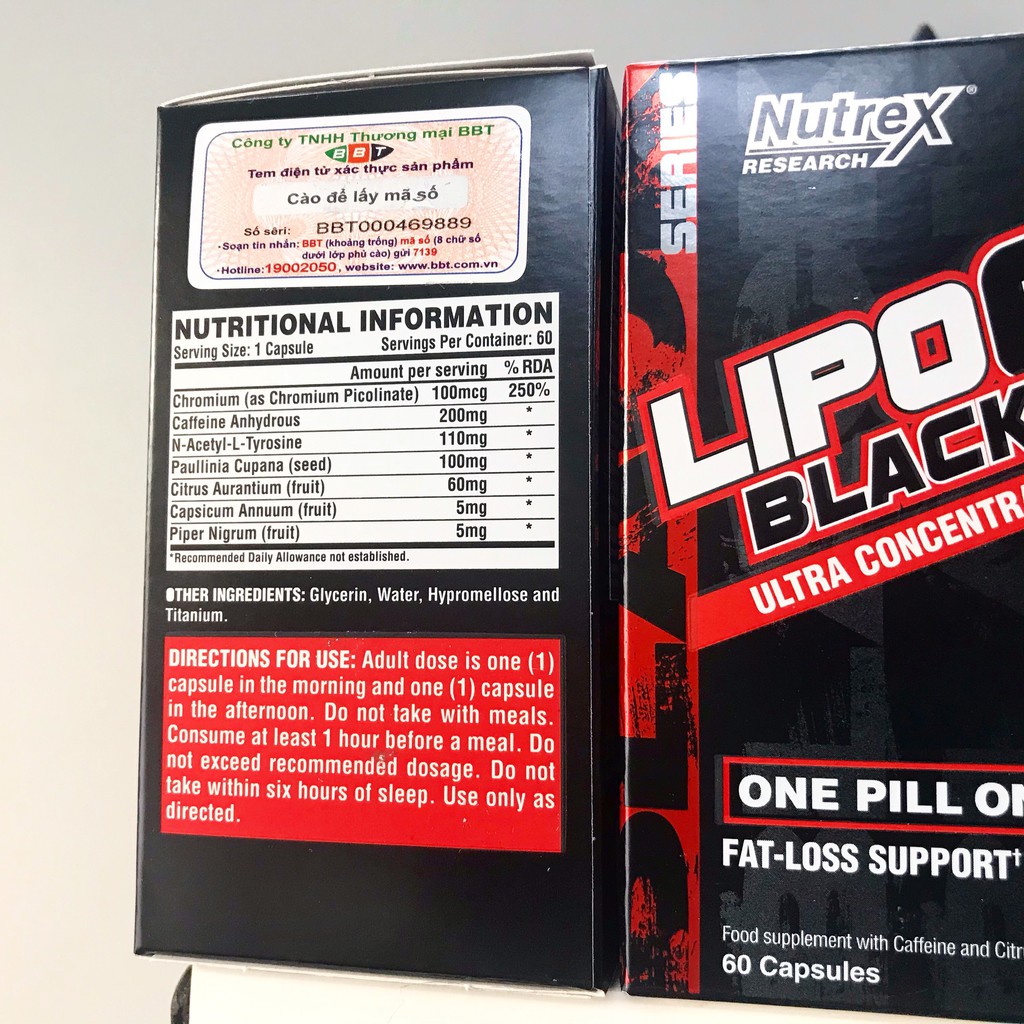 Công ty TNHH Thương mại BBT
BBT
Tem điện tử xác thực sản phẩm
Cào để lấy mã số
Số sêri: BBT000469889
•Soạn tin nhắn: BBT (khoảng trống) mã số (8 chữ số
dưới lớp phủ cào) gửi 7139
•Hotline:19002050, website: www.bbt.com.vn
NUTRITIONAL INFORMATION
Serving Size: 1 Capsule Servings Per Container: 60
Amount per serving % RDA
Chromium (as Chromium Picolinate) 100mcg 250%
Caffeine Anhydrous 200mg *
N-Acetyl-L-Tyrosine 110mg *
Paullinia Cupana (seed) 100mg *
Citrus Aurantium (fruit) 60mg *
Capsicum Annuum (fruit) 5mg *
Piper Nigrum (fruit) 5mg *
*Recommended Daily Allowance not established.
OTHER INGREDIENTS: Glycerin, Water, Hypromellose and
Titanium.
DIRECTIONS FOR USE: Adult dose is one (1)
capsule in the morning and one (1) capsule
in the afternoon. Do not take with meals.
Consume at least 1 hour before a meal. Do
not exceed recommended dosage. Do not
take within six hours of sleep. Use only as
directed.
SERIES
Nutrex®
RESEARCH
LIPO
BLACK
ULTRA CONCENTRA
ONE PILL ON
FAT-LOSS SUPPORT†
Food supplement with Caffeine and Citru
60 Capsules